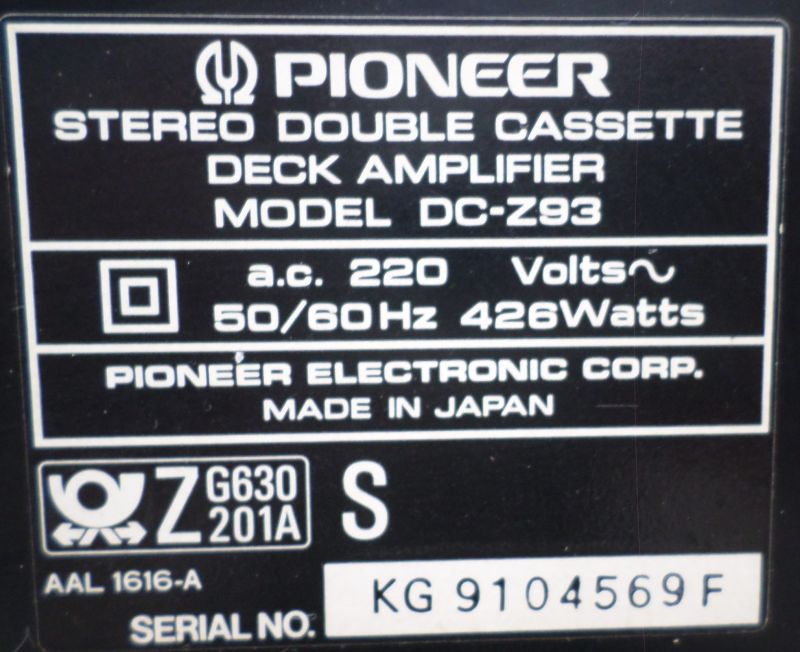 PIONEER
STEREO DOUBLE CASSETTE
DECK AMPLIFIER
MODEL DC-Z93
a.c. 220 Volts∿
50/60Hz 426Watts
PIONEER ELECTRONIC CORP.
MADE IN JAPAN
Z G630
201A
S
AAL 1616-A
SERIAL NO. KG 9104569F